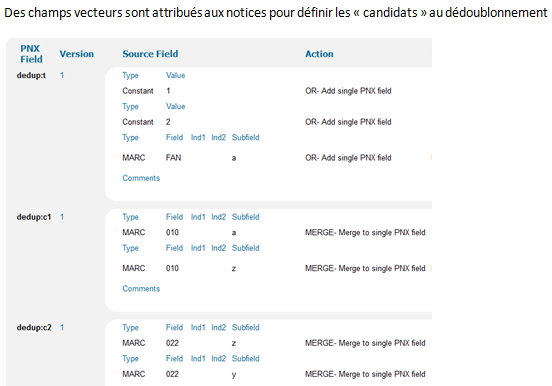 Des champs vecteurs sont attribués aux notices pour définir les « candidats » au dédoublonnement
PNX Field Version Source Field Action
dedup:t 1 Type Value
Constant 1 OR- Add single PNX field
Type Value
Constant 2 OR- Add single PNX field
Type Field Ind1 Ind2 Subfield
MARC FAN a OR- Add single PNX field
Comments
dedup:c1 1 Type Field Ind1 Ind2 Subfield
MARC 010 a MERGE- Merge to single PNX field
Type Field Ind1 Ind2 Subfield
MARC 010 z MERGE- Merge to single PNX field
Comments
dedup:c2 1 Type Field Ind1 Ind2 Subfield
MARC 022 z MERGE- Merge to single PNX field
Type Field Ind1 Ind2 Subfield
MARC 022 y MERGE- Merge to single PNX field